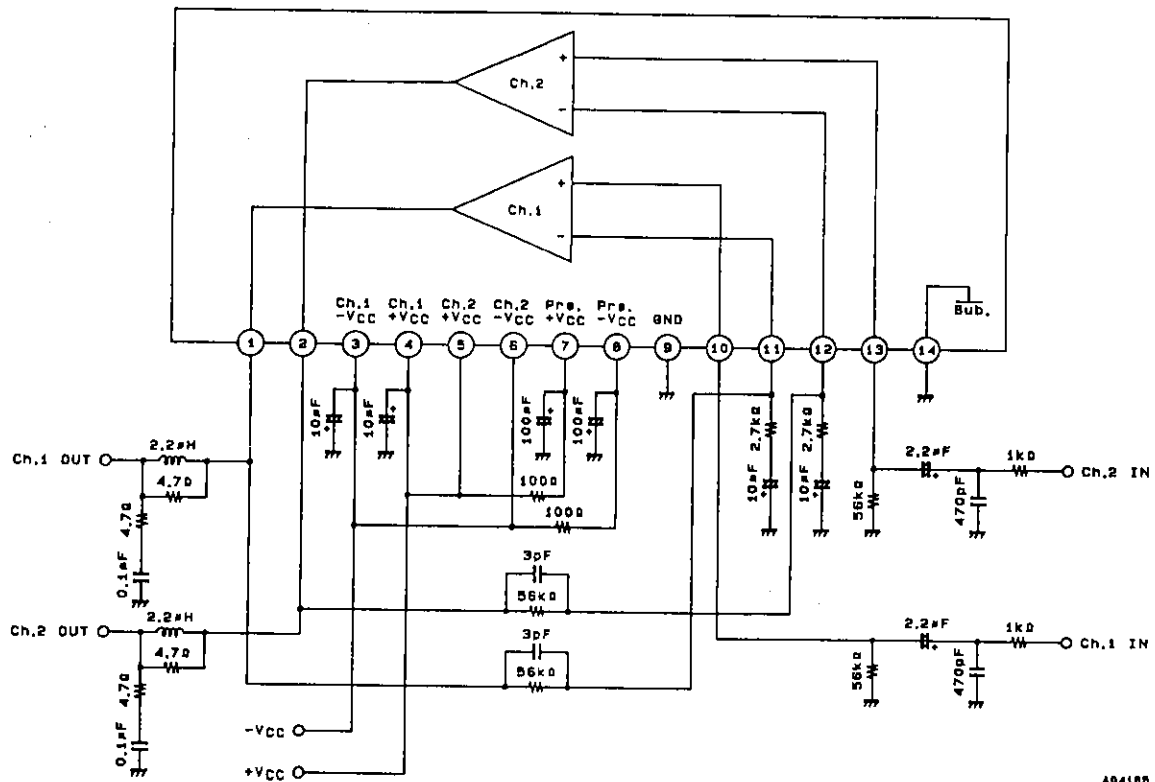 Ch.2
+
−
Ch.1
+
−
Ch.1 −VCC
Ch.1 +VCC
Ch.2 +VCC
Ch.2 −VCC
Pre. +VCC
Pre. −VCC
GND
Sub.
1
2
3
4
5
6
7
8
9
10
11
12
13
14
10µF
+
10µF
+
100µF
+
100µF
+
2.7kΩ
10µF
+
2.7kΩ
10µF
+
100Ω
100Ω
Ch.1 OUT
2.2µH
4.7Ω
4.7Ω
0.1µF
Ch.2 OUT
2.2µH
4.7Ω
4.7Ω
0.1µF
3pF
56kΩ
3pF
56kΩ
56kΩ
2.2µF
+
470pF
1kΩ
Ch.2 IN
56kΩ
2.2µF
+
470pF
1kΩ
Ch.1 IN
−VCC
+VCC